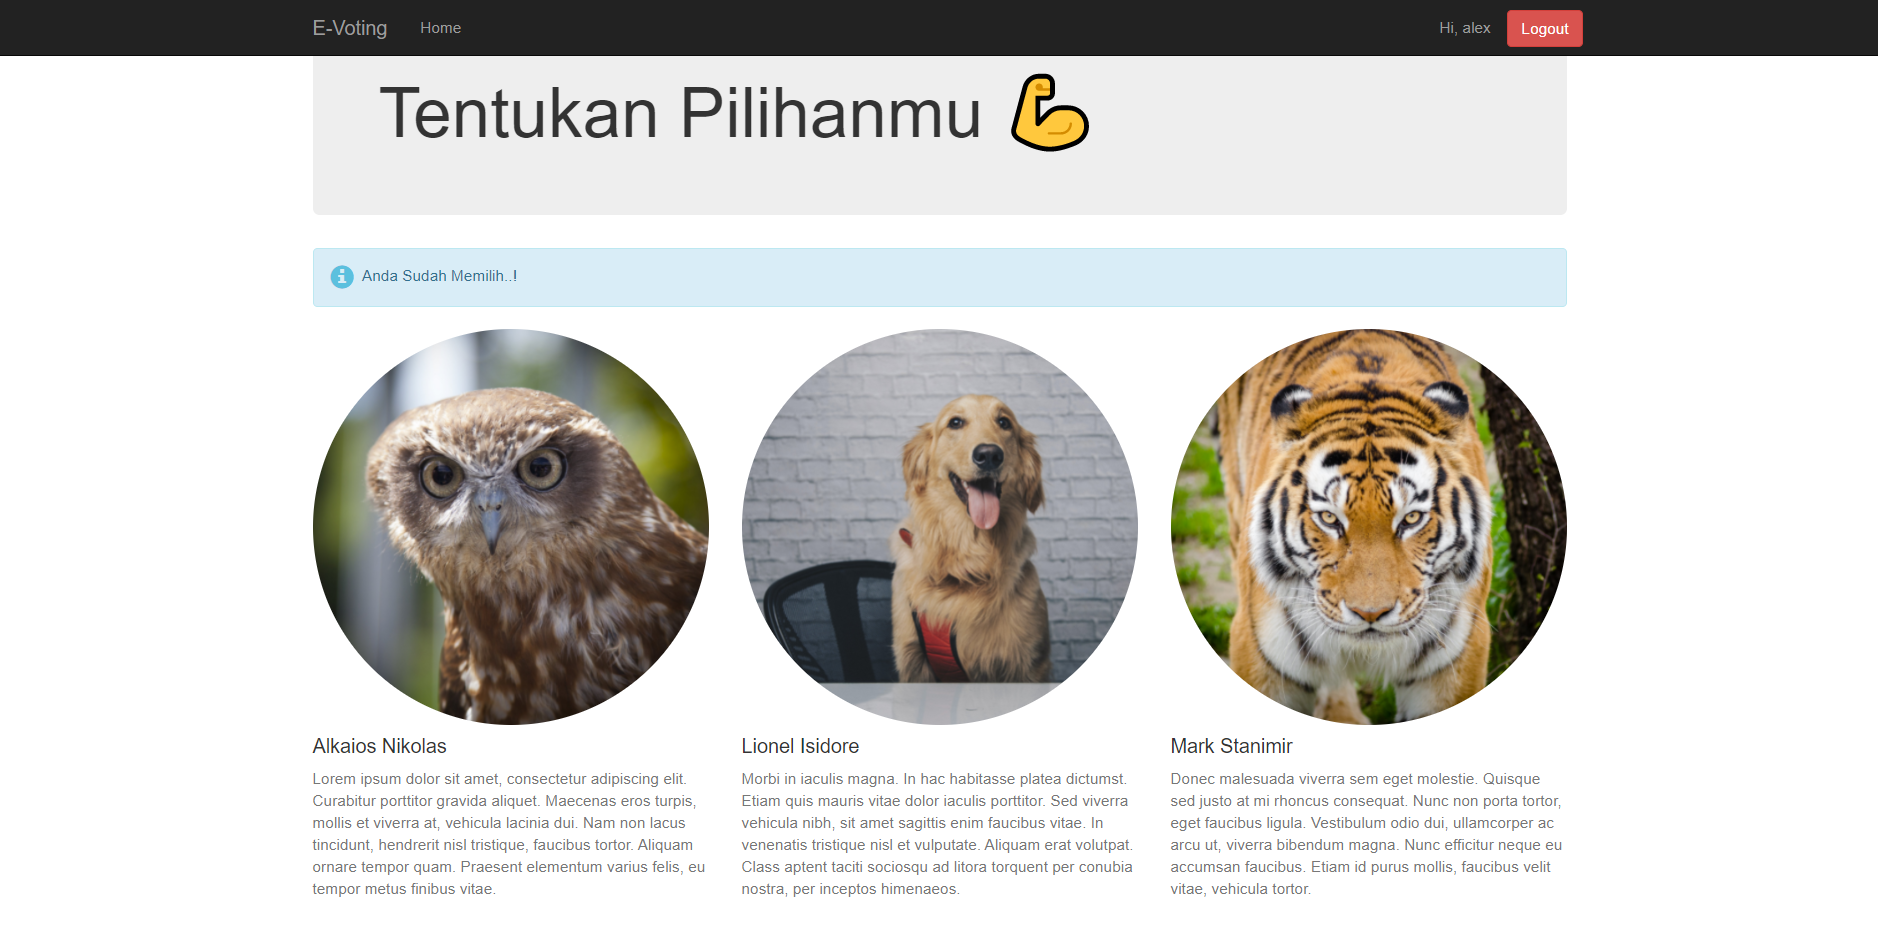 E-Voting
Home
Hi, alex
Logout
Tentukan Pilihanmu 💪
Anda Sudah Memilih..!
Alkaios Nikolas
Lorem ipsum dolor sit amet, consectetur adipiscing elit.
Curabitur porttitor gravida aliquet. Maecenas eros turpis,
mollis et viverra at, vehicula lacinia dui. Nam non lacus
tincidunt, hendrerit nisl tristique, faucibus tortor. Aliquam
ornare tempor quam. Praesent elementum varius felis, eu
tempor metus finibus vitae.
Lionel Isidore
Morbi in iaculis magna. In hac habitasse platea dictumst.
Etiam quis mauris vitae dolor iaculis porttitor. Sed viverra
vehicula nibh, sit amet sagittis enim faucibus vitae. In
venenatis tristique nisl et vulputate. Aliquam erat volutpat.
Class aptent taciti sociosqu ad litora torquent per conubia
nostra, per inceptos himenaeos.
Mark Stanimir
Donec malesuada viverra sem eget molestie. Quisque
sed justo at mi rhoncus consequat. Nunc non porta tortor,
eget faucibus ligula. Vestibulum odio dui, ullamcorper ac
arcu ut, viverra bibendum magna. Nunc efficitur neque eu
accumsan faucibus. Etiam id purus mollis, faucibus velit
vitae, vehicula tortor.